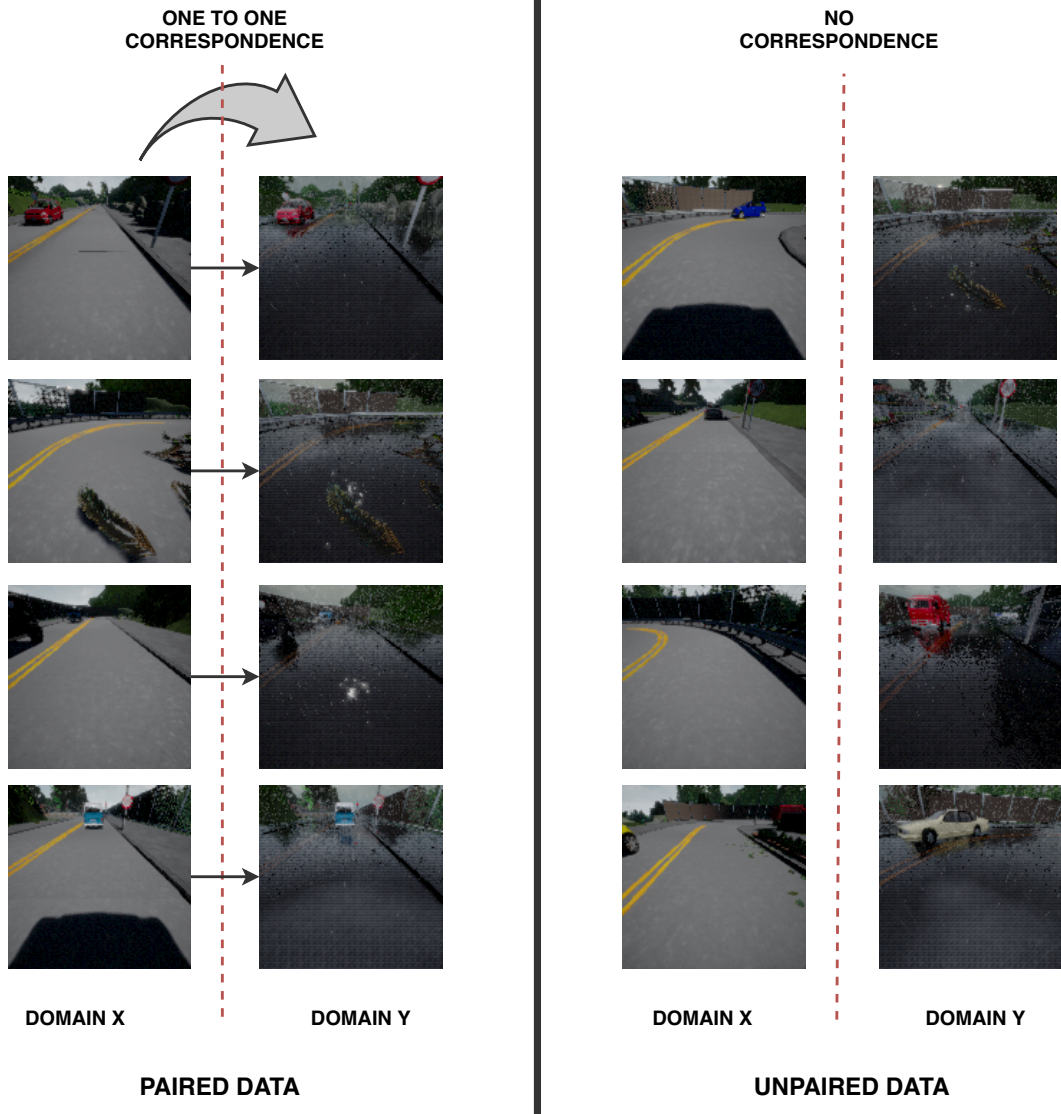 ONE TO ONE
CORRESPONDENCE
DOMAIN X
DOMAIN Y
PAIRED DATA
NO
CORRESPONDENCE
DOMAIN X
DOMAIN Y
UNPAIRED DATA